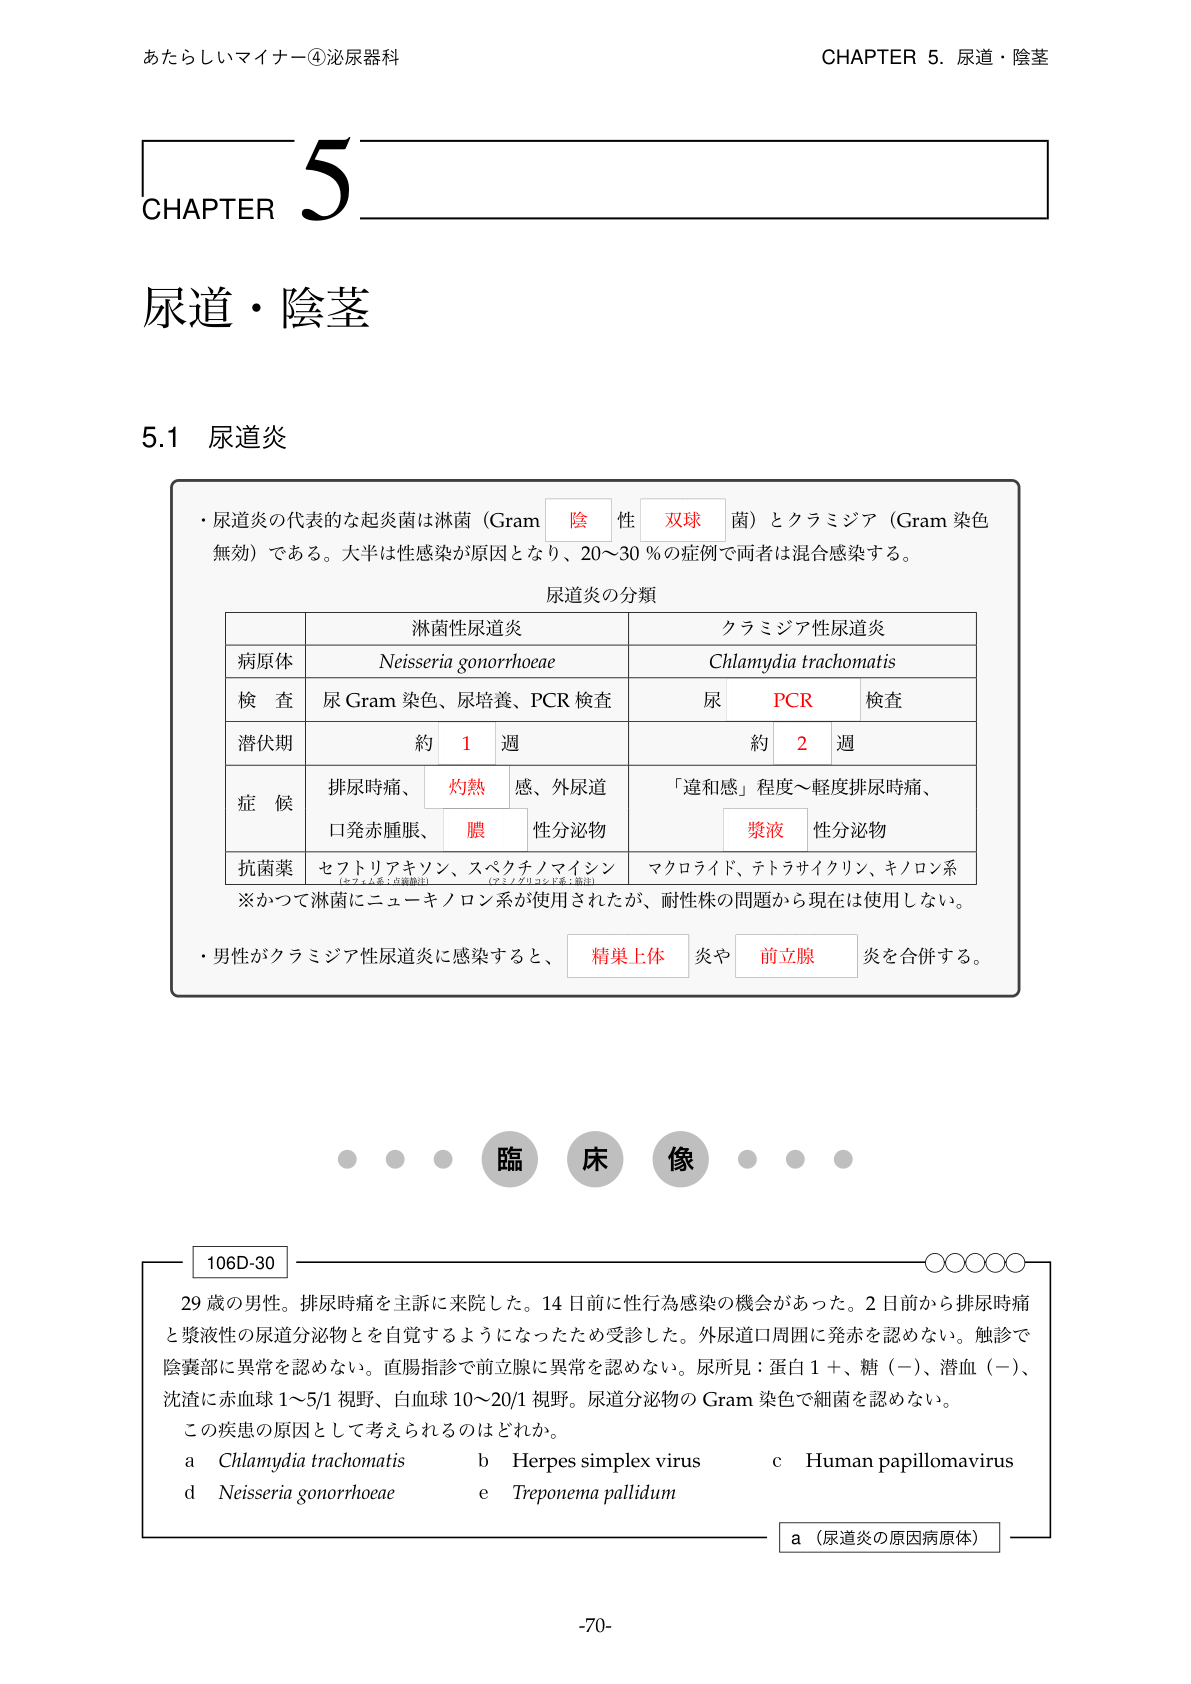 あたらしいマイナー④泌尿器科
CHAPTER 5. 尿道・陰茎
CHAPTER 5
尿道・陰茎
5.1 尿道炎
・尿道炎の代表的な起炎菌は淋菌（Gram 陰 性 双球 菌）とクラミジア（Gram 染色
無効）である。大半は性感染が原因となり、20〜30 %の症例で両者は混合感染する。
尿道炎の分類
淋菌性尿道炎 クラミジア性尿道炎
病原体 Neisseria gonorrhoeae Chlamydia trachomatis
検 査 尿 Gram 染色、尿培養、PCR 検査 尿 PCR 検査
潜伏期 約 1 週 約 2 週
症 候 排尿時痛、 灼熱 感、外尿道 「違和感」程度〜軽度排尿時痛、
口発赤腫脹、 膿 性分泌物 漿液 性分泌物
抗菌薬 セフトリアキソン、スペクチノマイシン マクロライド、テトラサイクリン、キノロン系
（セフェム系；点滴静注） （アミノグリコシド系；筋注）
※かつて淋菌にニューキノロン系が使用されたが、耐性株の問題から現在は使用しない。
・男性がクラミジア性尿道炎に感染すると、 精巣上体 炎や 前立腺 炎を合併する。
臨 床 像
106D-30
29 歳の男性。排尿時痛を主訴に来院した。14 日前に性行為感染の機会があった。2 日前から排尿時痛
と漿液性の尿道分泌物とを自覚するようになったため受診した。外尿道口周囲に発赤を認めない。触診で
陰嚢部に異常を認めない。直腸指診で前立腺に異常を認めない。尿所見：蛋白 1 ＋、糖（－）、潜血（－）、
沈渣に赤血球 1〜5/1 視野、白血球 10〜20/1 視野。尿道分泌物の Gram 染色で細菌を認めない。
この疾患の原因として考えられるのはどれか。
a Chlamydia trachomatis b Herpes simplex virus c Human papillomavirus
d Neisseria gonorrhoeae e Treponema pallidum
a （尿道炎の原因病原体）
-70-